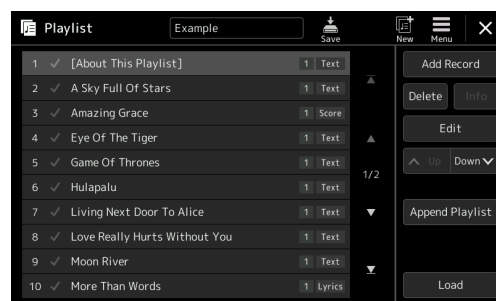 Playlist
Example
Save
New
Menu
1 [About This Playlist] 1 Text
2 A Sky Full Of Stars 1 Text
3 Amazing Grace 1 Score
4 Eye Of The Tiger 1 Text
5 Game Of Thrones 1 Text
6 Hulapalu 1 Text
7 Living Next Door To Alice 1 Text
8 Love Really Hurts Without You 1 Text
9 Moon River 1 Text
10 More Than Words 1 Lyrics
1/2
Add Record
Delete
Info
Edit
Up
Down
Append Playlist
Load